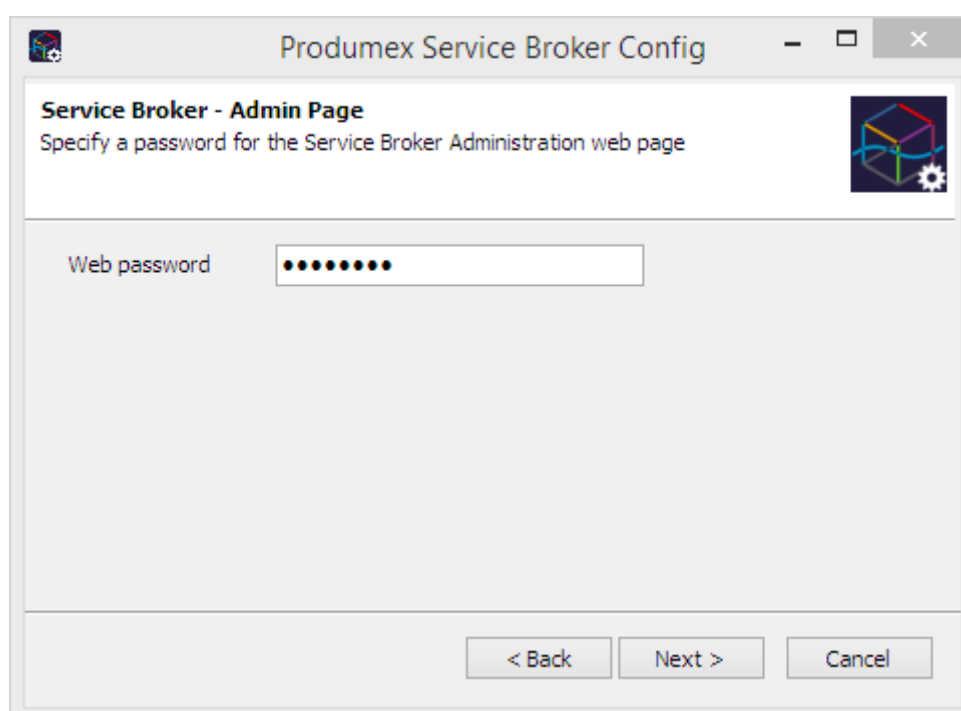 Produmex Service Broker Config
Service Broker - Admin Page
Specify a password for the Service Broker Administration web page
Web password
••••••••
< Back
Next >
Cancel